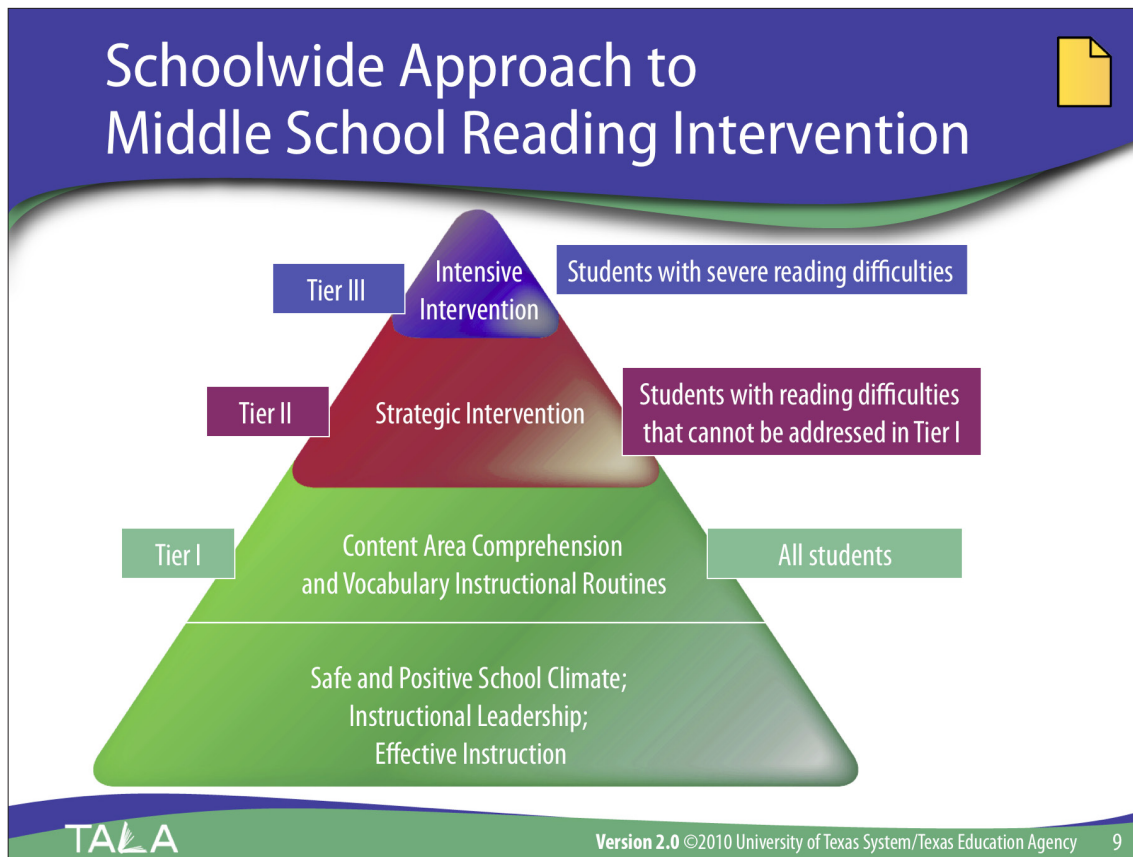 Schoolwide Approach to
Middle School Reading Intervention
Tier III
Intensive
Intervention
Students with severe reading difficulties
Tier II
Strategic Intervention
Students with reading difficulties
that cannot be addressed in Tier I
Tier I
Content Area Comprehension
and Vocabulary Instructional Routines
All students
Safe and Positive School Climate;
Instructional Leadership;
Effective Instruction
TALA
Version 2.0 ©2010 University of Texas System/Texas Education Agency 9